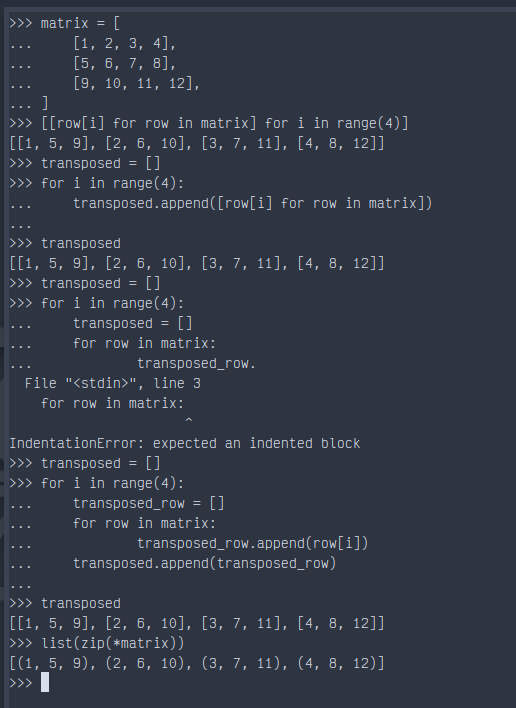 >>> matrix = [
...     [1, 2, 3, 4],
...     [5, 6, 7, 8],
...     [9, 10, 11, 12],
... ]
>>> [[row[i] for row in matrix] for i in range(4)]
[[1, 5, 9], [2, 6, 10], [3, 7, 11], [4, 8, 12]]
>>> transposed = []
>>> for i in range(4):
...     transposed.append([row[i] for row in matrix])
...
>>> transposed
[[1, 5, 9], [2, 6, 10], [3, 7, 11], [4, 8, 12]]
>>> transposed = []
>>> for i in range(4):
...     transposed = []
...     for row in matrix:
...             transposed_row.
  File "<stdin>", line 3
    for row in matrix:
                      ^
IndentationError: expected an indented block
>>> transposed = []
>>> for i in range(4):
...     transposed_row = []
...     for row in matrix:
...             transposed_row.append(row[i])
...     transposed.append(transposed_row)
...
>>> transposed
[[1, 5, 9], [2, 6, 10], [3, 7, 11], [4, 8, 12]]
>>> list(zip(*matrix))
[(1, 5, 9), (2, 6, 10), (3, 7, 11), (4, 8, 12)]
>>>